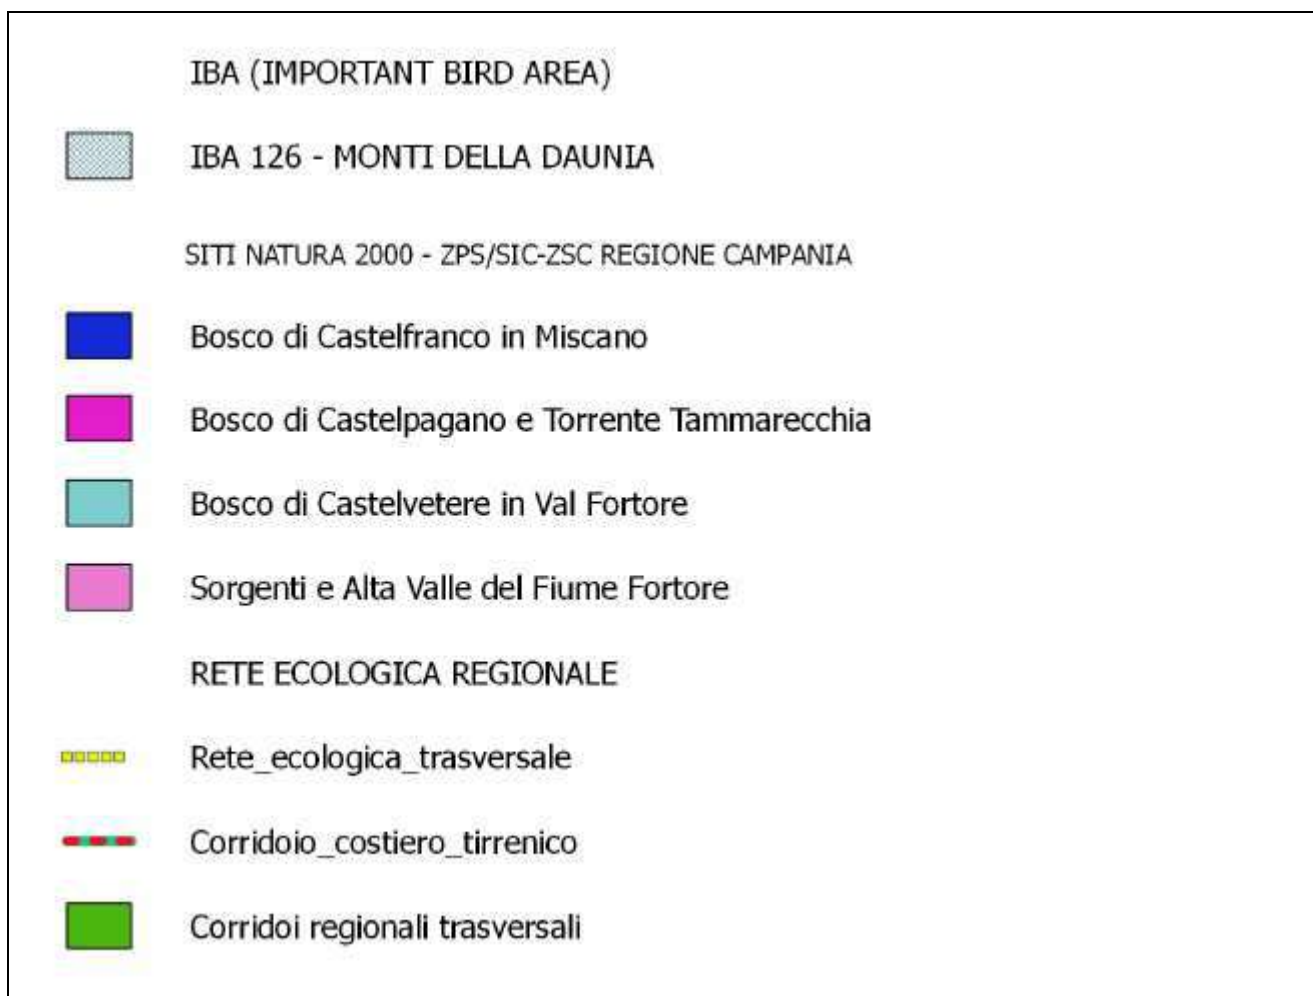 IBA (IMPORTANT BIRD AREA)
IBA 126 - MONTI DELLA DAUNIA
SITI NATURA 2000 - ZPS/SIC-ZSC REGIONE CAMPANIA
Bosco di Castelfranco in Miscano
Bosco di Castelpagano e Torrente Tammarecchia
Bosco di Castelvetere in Val Fortore
Sorgenti e Alta Valle del Fiume Fortore
RETE ECOLOGICA REGIONALE
Rete_ecologica_trasversale
Corridoio_costiero_tirrenico
Corridoi regionali trasversali